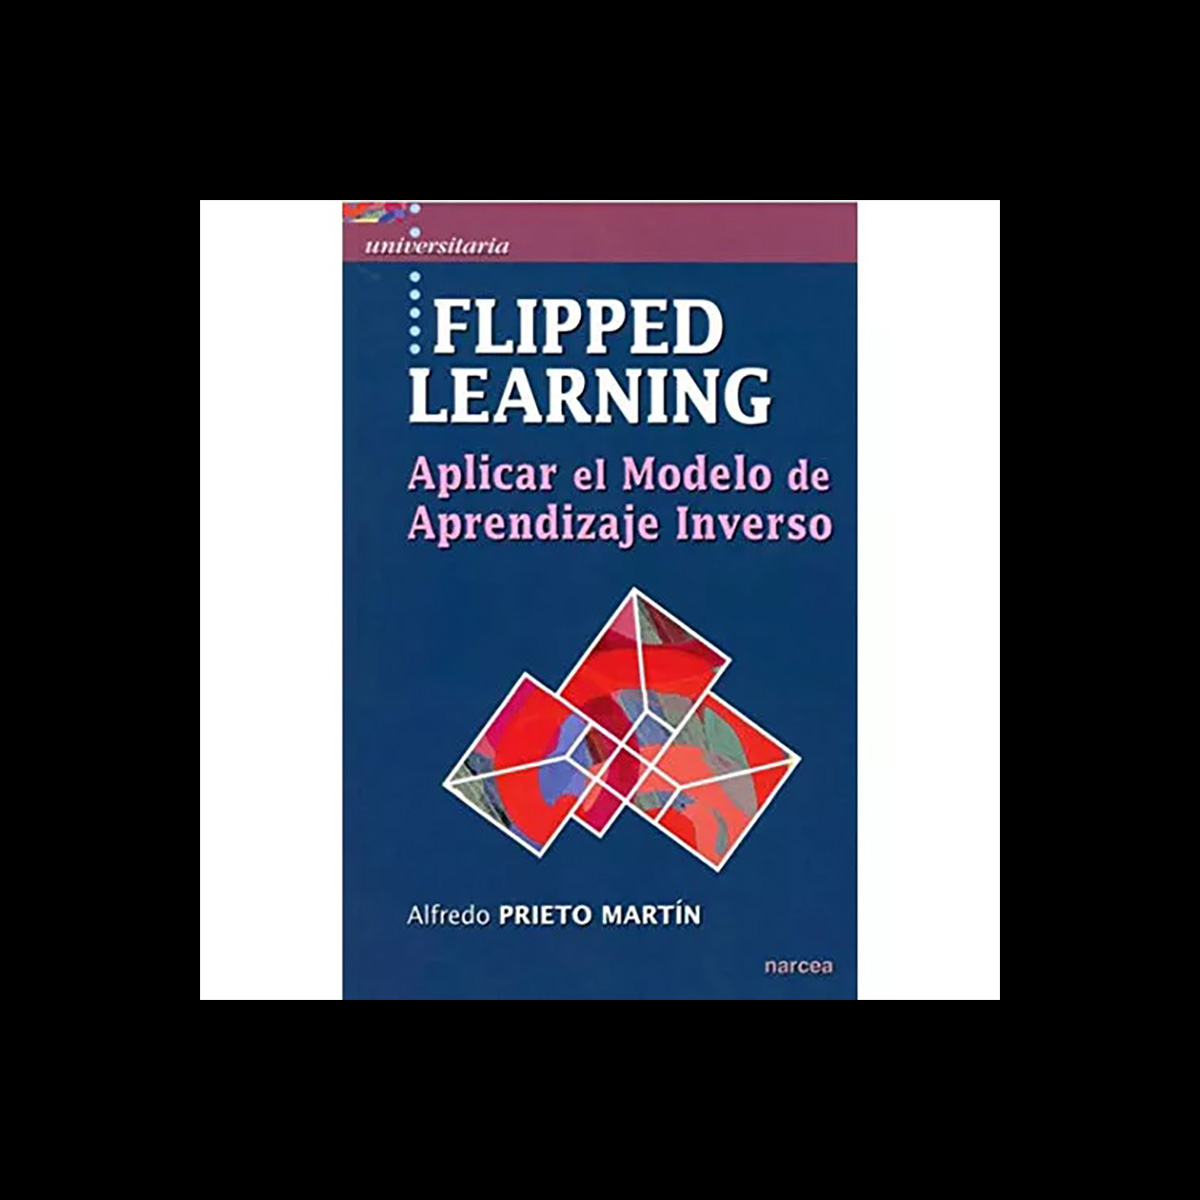 universitaria
FLIPPED
LEARNING
Aplicar el Modelo de
Aprendizaje Inverso
Alfredo PRIETO MARTÍN
narcea